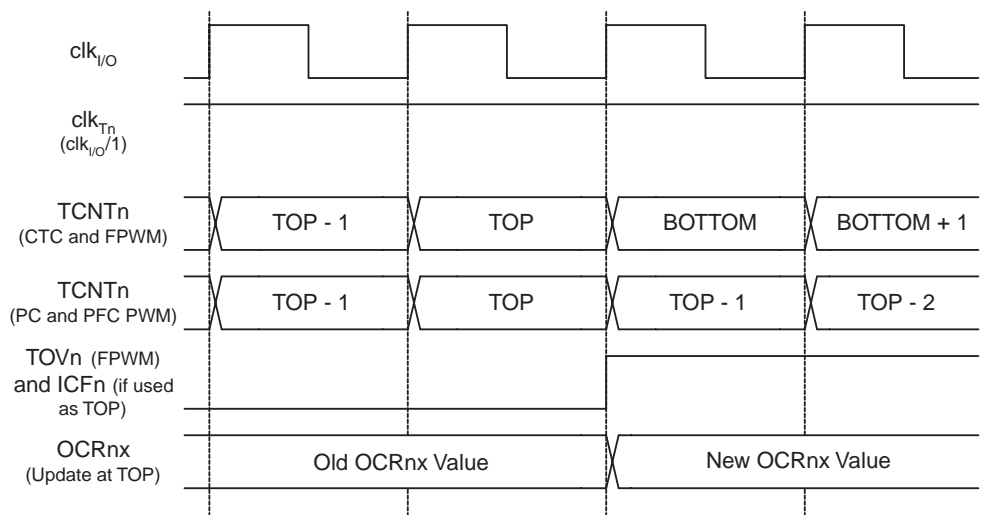 clkI/O
clkTn
(clkI/O/1)
TCNTn
(CTC and FPWM)
TOP - 1
TOP
BOTTOM
BOTTOM + 1
TCNTn
(PC and PFC PWM)
TOP - 1
TOP
TOP - 1
TOP - 2
TOVn (FPWM)
and ICFn (if used
as TOP)
OCRnx
(Update at TOP)
Old OCRnx Value
New OCRnx Value